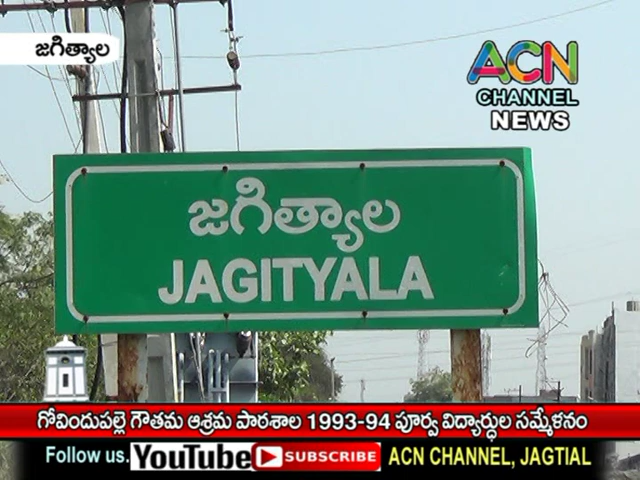 జగిత్యాల
ACN
CHANNEL
NEWS
జగిత్యాల
JAGITYALA
గోవిందుపల్లె గౌతమ ఆశ్రమ పాఠశాల 1993-94 పూర్వ విద్యార్ధుల సమ్మేళనం
Follow us. YouTube SUBSCRIBE ACN CHANNEL, JAGTIAL